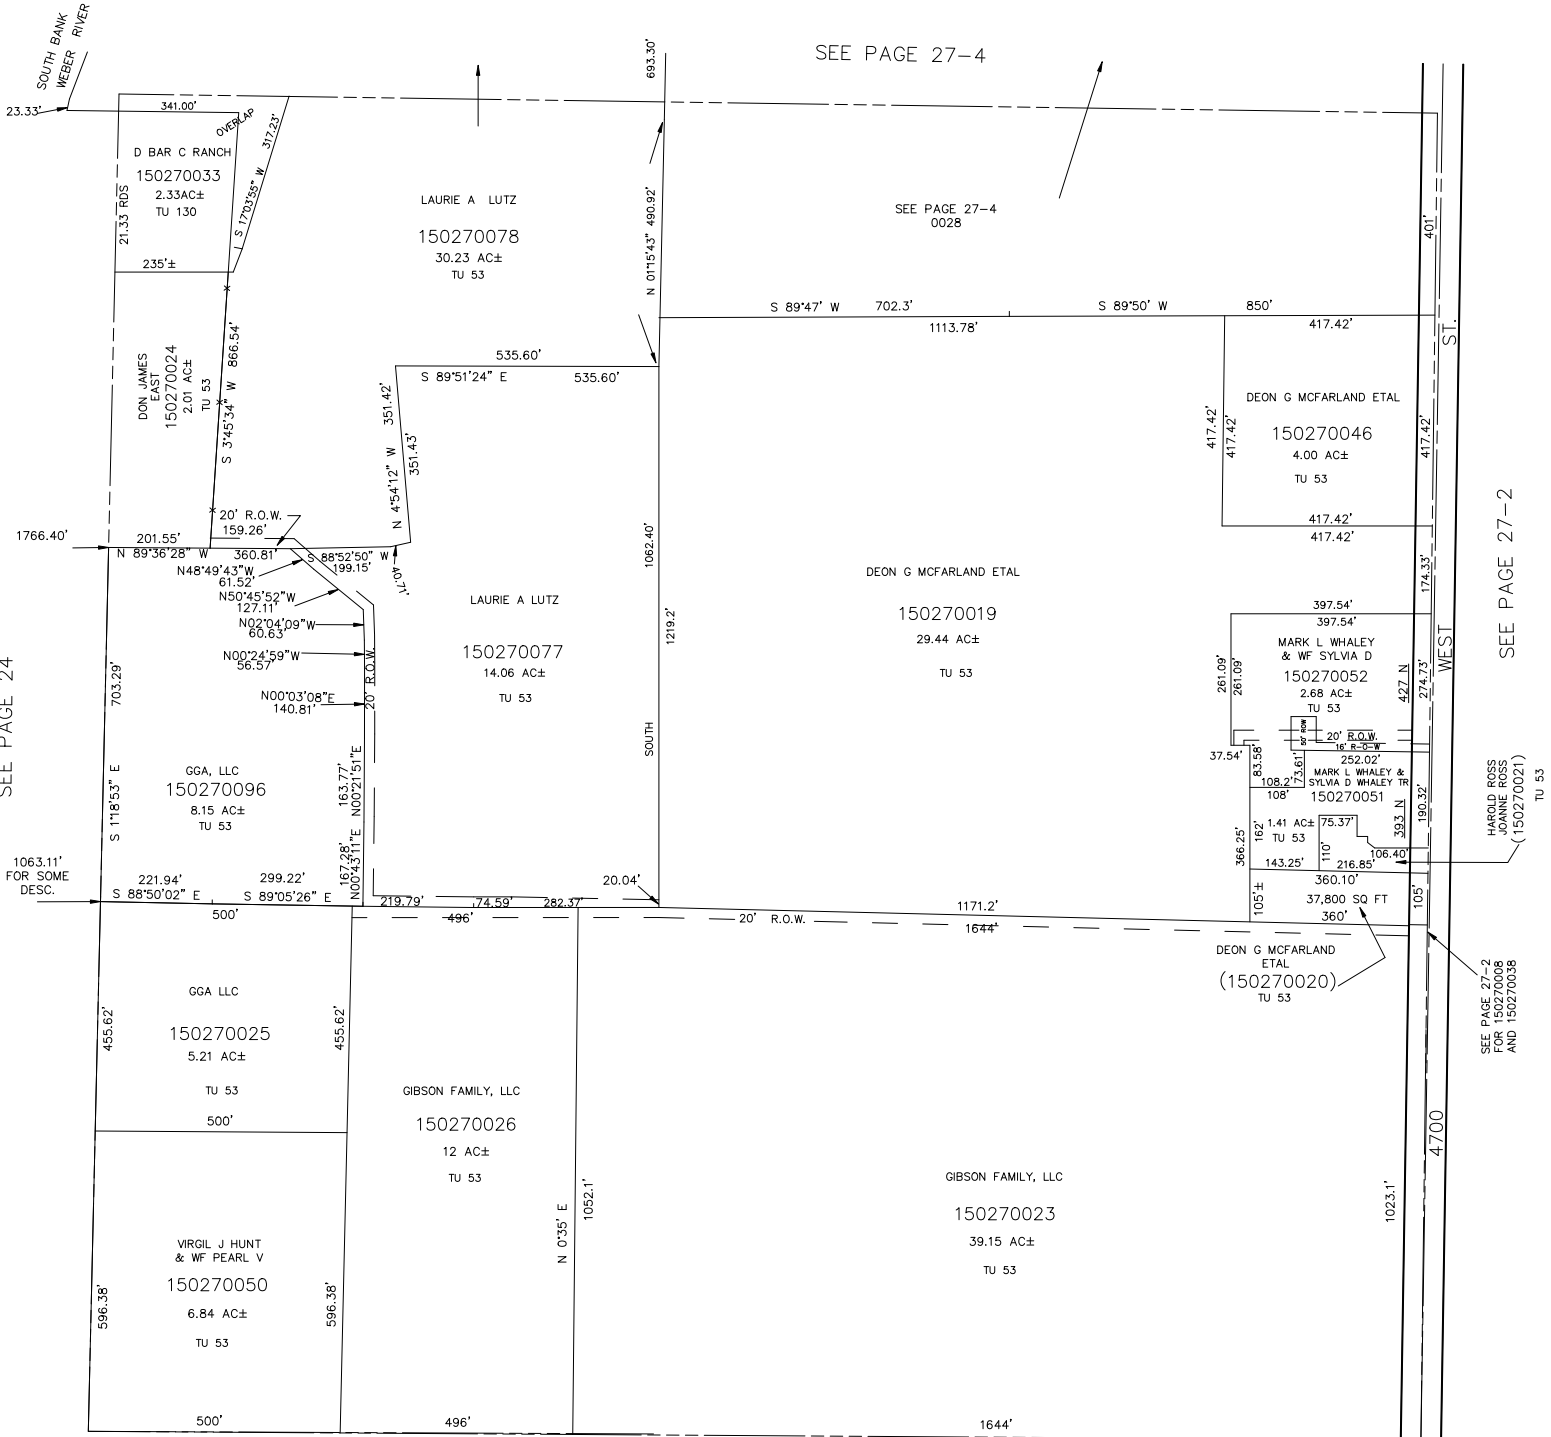 SOUTH BANK
WEBER RIVER
23.33'
341.00'
OVERLAP
SEE PAGE 27-4
693.30'
D BAR C RANCH
150270033
2.33AC±
TU 130
21.33 RDS
235'±
S 17°03'55" W 317.23'
LAURIE A LUTZ
150270078
30.23 AC±
TU 53
N 01°15'43" 490.92'
SEE PAGE 27-4
0028
401'
S 89°47' W 702.3'
S 89°50' W 850'
1113.78'
417.42'
WEST ST.
DON JAMES
EAST
150270024
2.01 AC±
TU 53
S 3°45'34" W 866.54'
535.60'
S 89°51'24" E 535.60'
N 4°54'12" W 351.42'
351.43'
DEON G MCFARLAND ETAL
150270046
4.00 AC±
TU 53
417.42'
417.42'
417.42'
417.42'
417.42'
SEE PAGE 27-2
1766.40'
20' R.O.W.
159.26'
201.55'
N 89°36'28" W 360.81'
S 88°52'50" W
199.15'
40.71'
N48°49'43"W
61.52'
N50°45'52"W
127.11'
N02°04'09"W
60.63'
N00°24'59"W
56.57'
N00°03'08"E
140.81'
20' R.O.W.
LAURIE A LUTZ
150270077
14.06 AC±
TU 53
1062.40'
1219.2'
SOUTH
DEON G MCFARLAND ETAL
150270019
29.44 AC±
TU 53
174.33'
397.54'
397.54'
MARK L WHALEY
& WF SYLVIA D
150270052
2.68 AC±
TU 53
261.09'
261.09'
427 N
274.73'
50' ROW
20' R.O.W.
16' R-O-W
37.54'
83.58'
73.61'
252.02'
108.2'
108'
MARK L WHALEY &
SYLVIA D WHALEY TR
150270051
1.41 AC±
TU 53
393 N
190.32'
366.25'
162'
75.37'
110'
106.40'
143.25'
216.85'
360.10'
HAROLD ROSS
JOANNE ROSS
(150270021)
TU 53
SEE PAGE 24
703.29'
S 1°18'53" E
GGA, LLC
150270096
8.15 AC±
TU 53
163.77'
N00°21'51"E
167.28'
N00°43'11"E
1063.11'
FOR SOME
DESC.
221.94'
S 88°50'02" E
299.22'
S 89°05'26" E
500'
219.79'
74.59'
282.37'
20.04'
496'
1171.2'
20' R.O.W.
1644'
105'±
37,800 SQ FT
360'
105'
DEON G MCFARLAND
ETAL
(150270020)
TU 53
SEE PAGE 27-2
FOR 150270008
AND 150270038
GGA LLC
150270025
5.21 AC±
TU 53
455.62'
455.62'
500'
GIBSON FAMILY, LLC
150270026
12 AC±
TU 53
N 0°35' E
1052.1'
GIBSON FAMILY, LLC
150270023
39.15 AC±
TU 53
1023.1'
4700
VIRGIL J HUNT
& WF PEARL V
150270050
6.84 AC±
TU 53
596.38'
596.38'
500'
496'
1644'